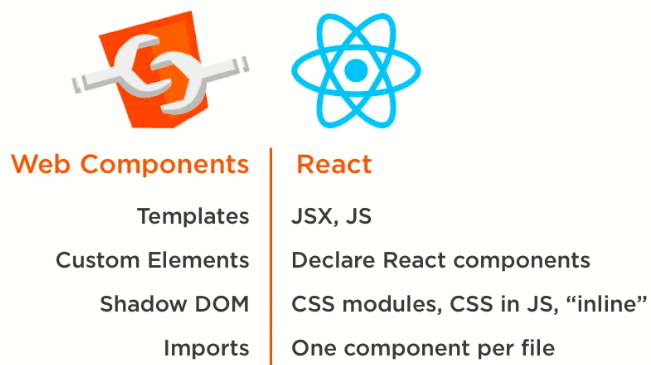 Web Components React
Templates JSX, JS
Custom Elements Declare React components
Shadow DOM CSS modules, CSS in JS, “inline”
Imports One component per file